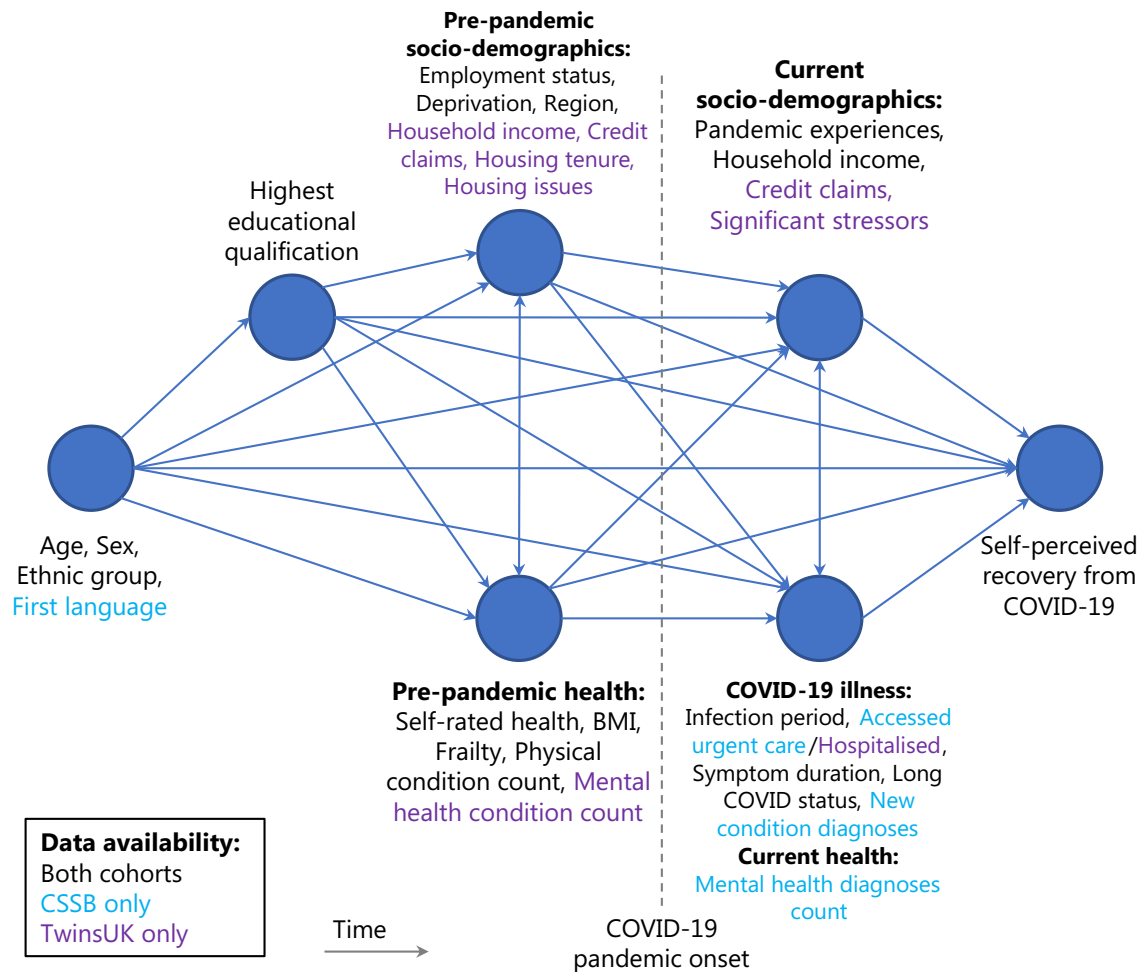 Pre-pandemic
socio-demographics:
Employment status,
Deprivation, Region,
Household income, Credit
claims, Housing tenure,
Housing issues
Current
socio-demographics:
Pandemic experiences,
Household income,
Credit claims,
Significant stressors
Highest
educational
qualification
Age, Sex,
Ethnic group,
First language
Self-perceived
recovery from
COVID-19
Pre-pandemic health:
Self-rated health, BMI,
Frailty, Physical
condition count, Mental
health condition count
COVID-19 illness:
Infection period, Accessed
urgent care/Hospitalised,
Symptom duration, Long
COVID status, New
condition diagnoses
Current health:
Mental health diagnoses
count
Data availability:
Both cohorts
CSSB only
TwinsUK only
Time
COVID-19
pandemic onset